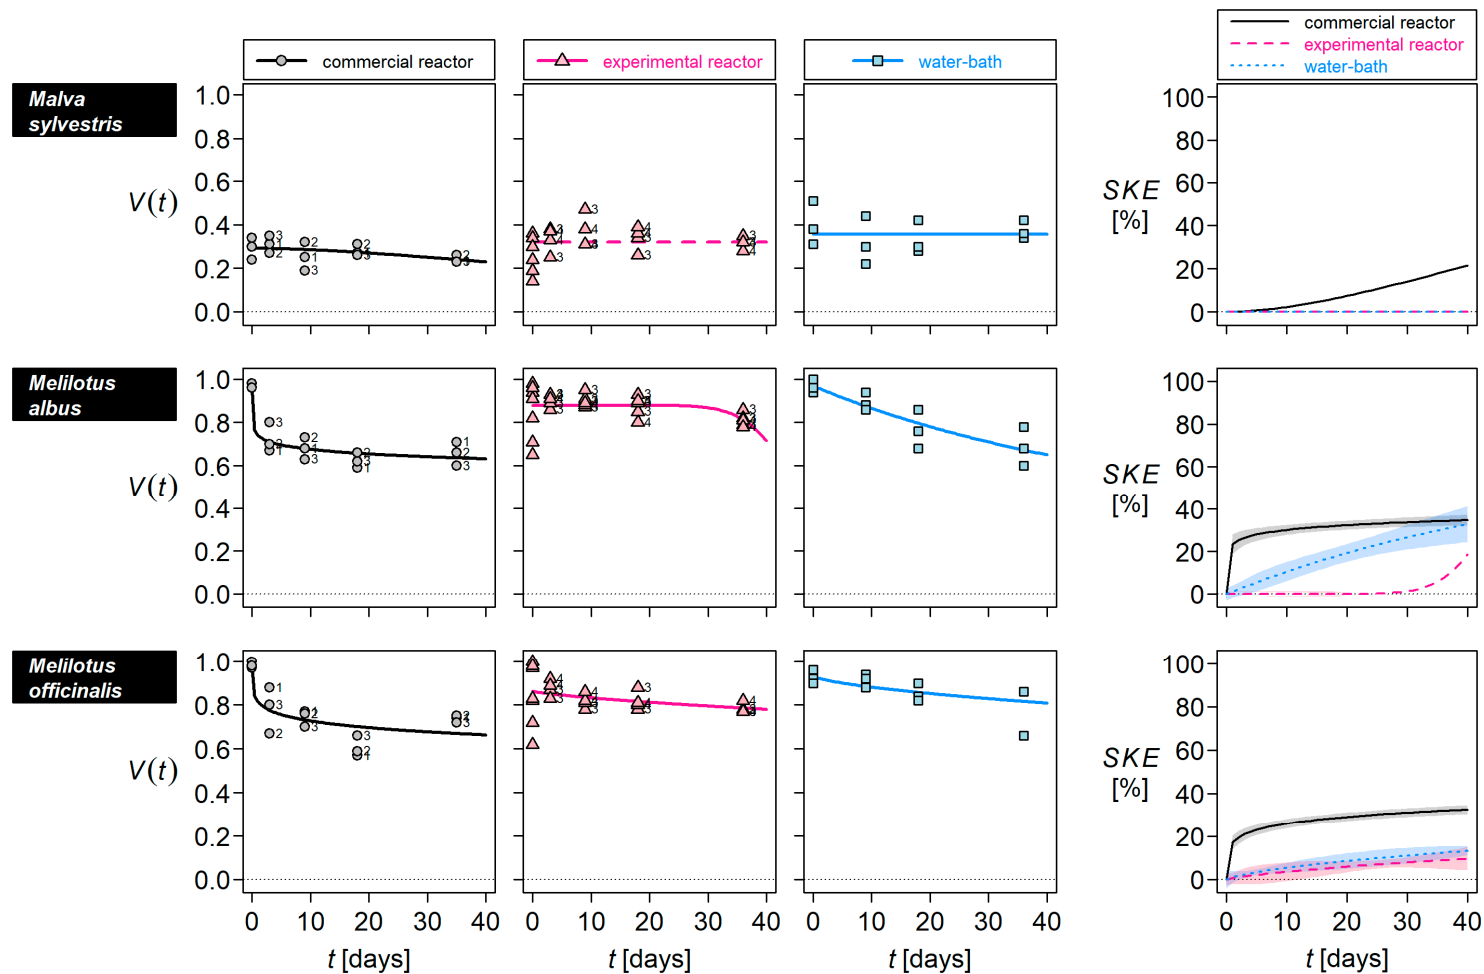 commercial reactor
experimental reactor
water-bath
commercial reactor
experimental reactor
water-bath
Malva
sylvestris
V(t)
1.0
0.8
0.6
0.4
0.2
0.0
SKE
[%]
100
80
60
40
20
0
Melilotus
albus
V(t)
1.0
0.8
0.6
0.4
0.2
0.0
SKE
[%]
100
80
60
40
20
0
Melilotus
officinalis
V(t)
1.0
0.8
0.6
0.4
0.2
0.0
SKE
[%]
100
80
60
40
20
0
0 10 20 30 40
0 10 20 30 40
0 10 20 30 40
0 10 20 30 40
t [days]
t [days]
t [days]
t [days]